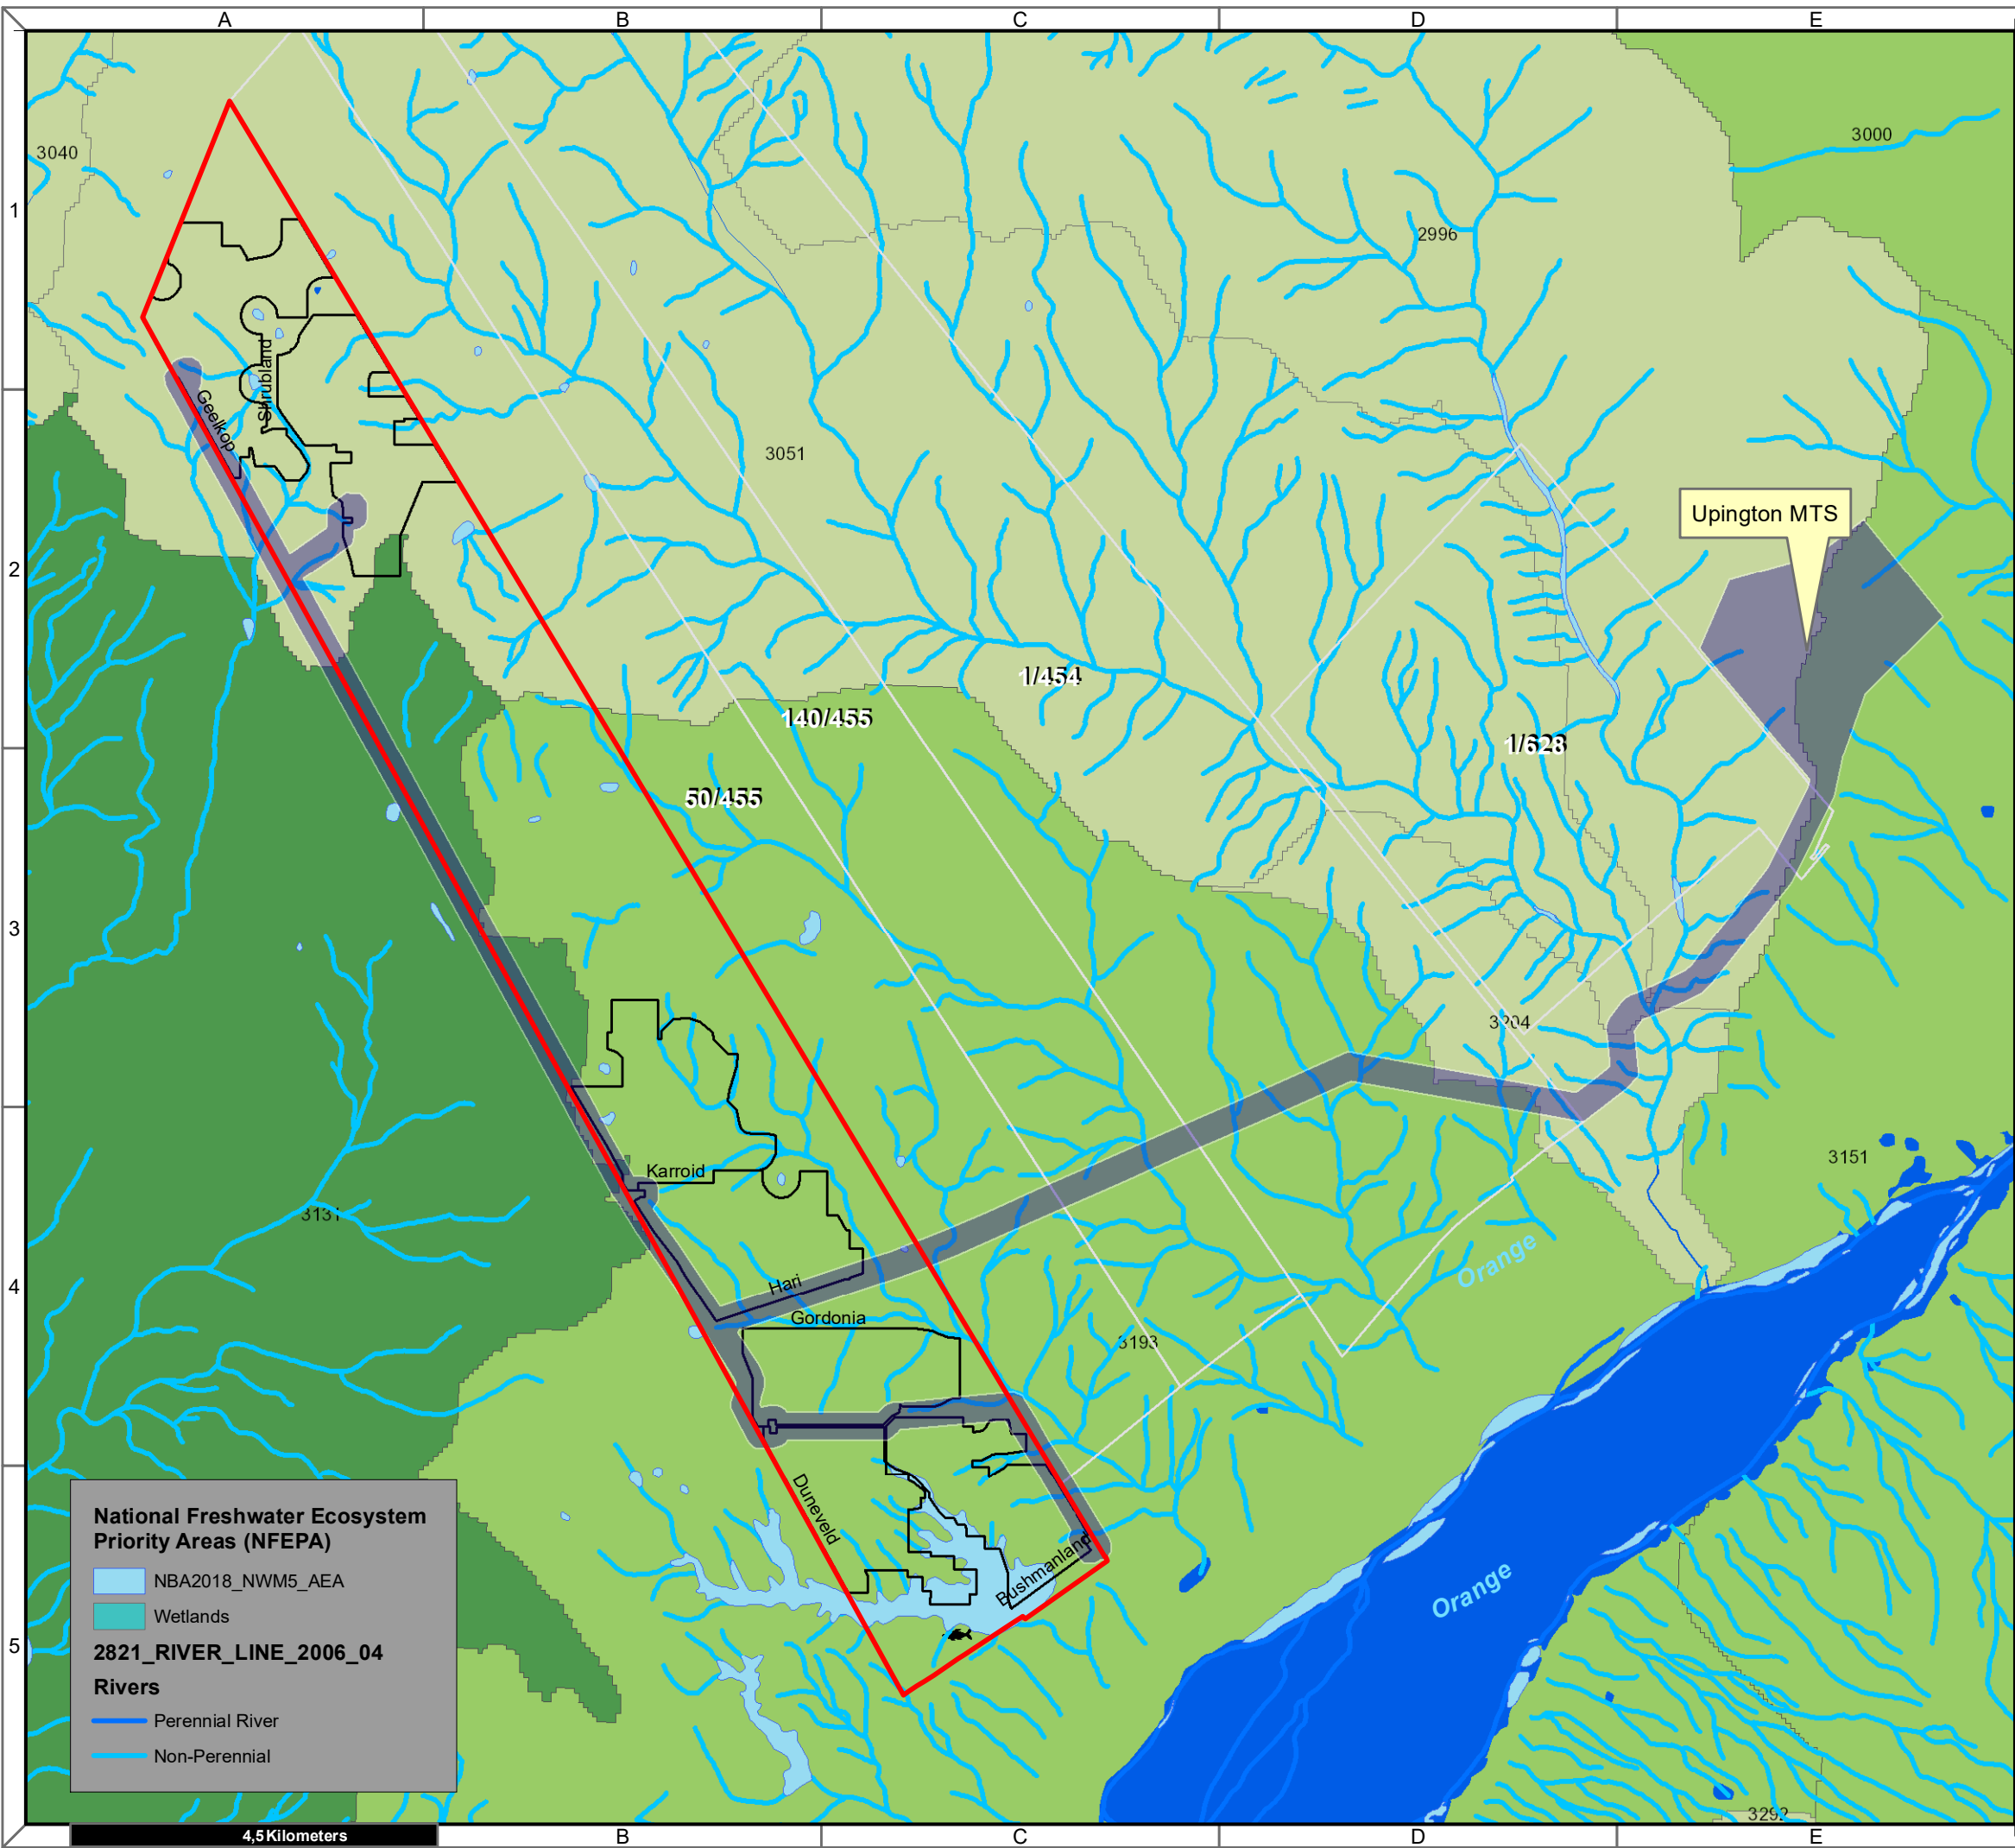 A B C D E
3000
3040
1
2996
Shrubland
Geelkop
3051
Upington MTS
2
1/454
140/455
1/628
50/455
3
3204
3151
Karroid
3131
Orange
4
Hari
Gordonia
3193
Duneveld
Bushmanland
Orange
5
National Freshwater Ecosystem
Priority Areas (NFEPA)
NBA2018_NWM5_AEA
Wetlands
2821_RIVER_LINE_2006_04
Rivers
Perennial River
Non-Perennial
3292
4,5 Kilometers
B C D E